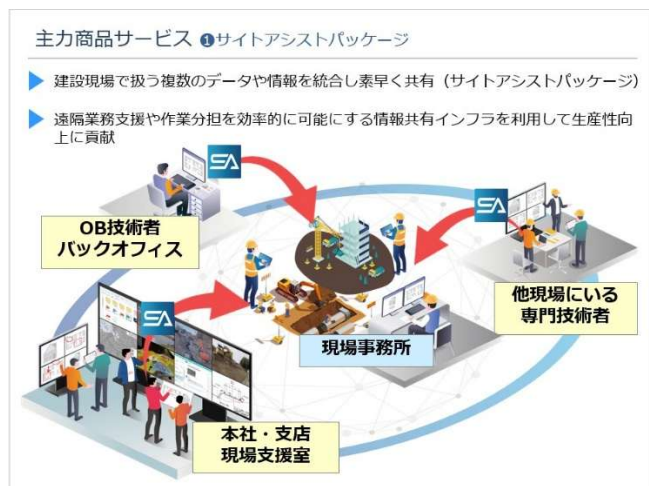 主力商品サービス ❶サイトアシストパッケージ
建設現場で扱う複数のデータや情報を統合し素早く共有（サイトアシストパッケージ）
遠隔業務支援や作業分担を効率的に可能にする情報共有インフラを利用して生産性向
上に貢献
SA
OB技術者
バックオフィス
SA
他現場にいる
専門技術者
SA
現場事務所
本社・支店
現場支援室